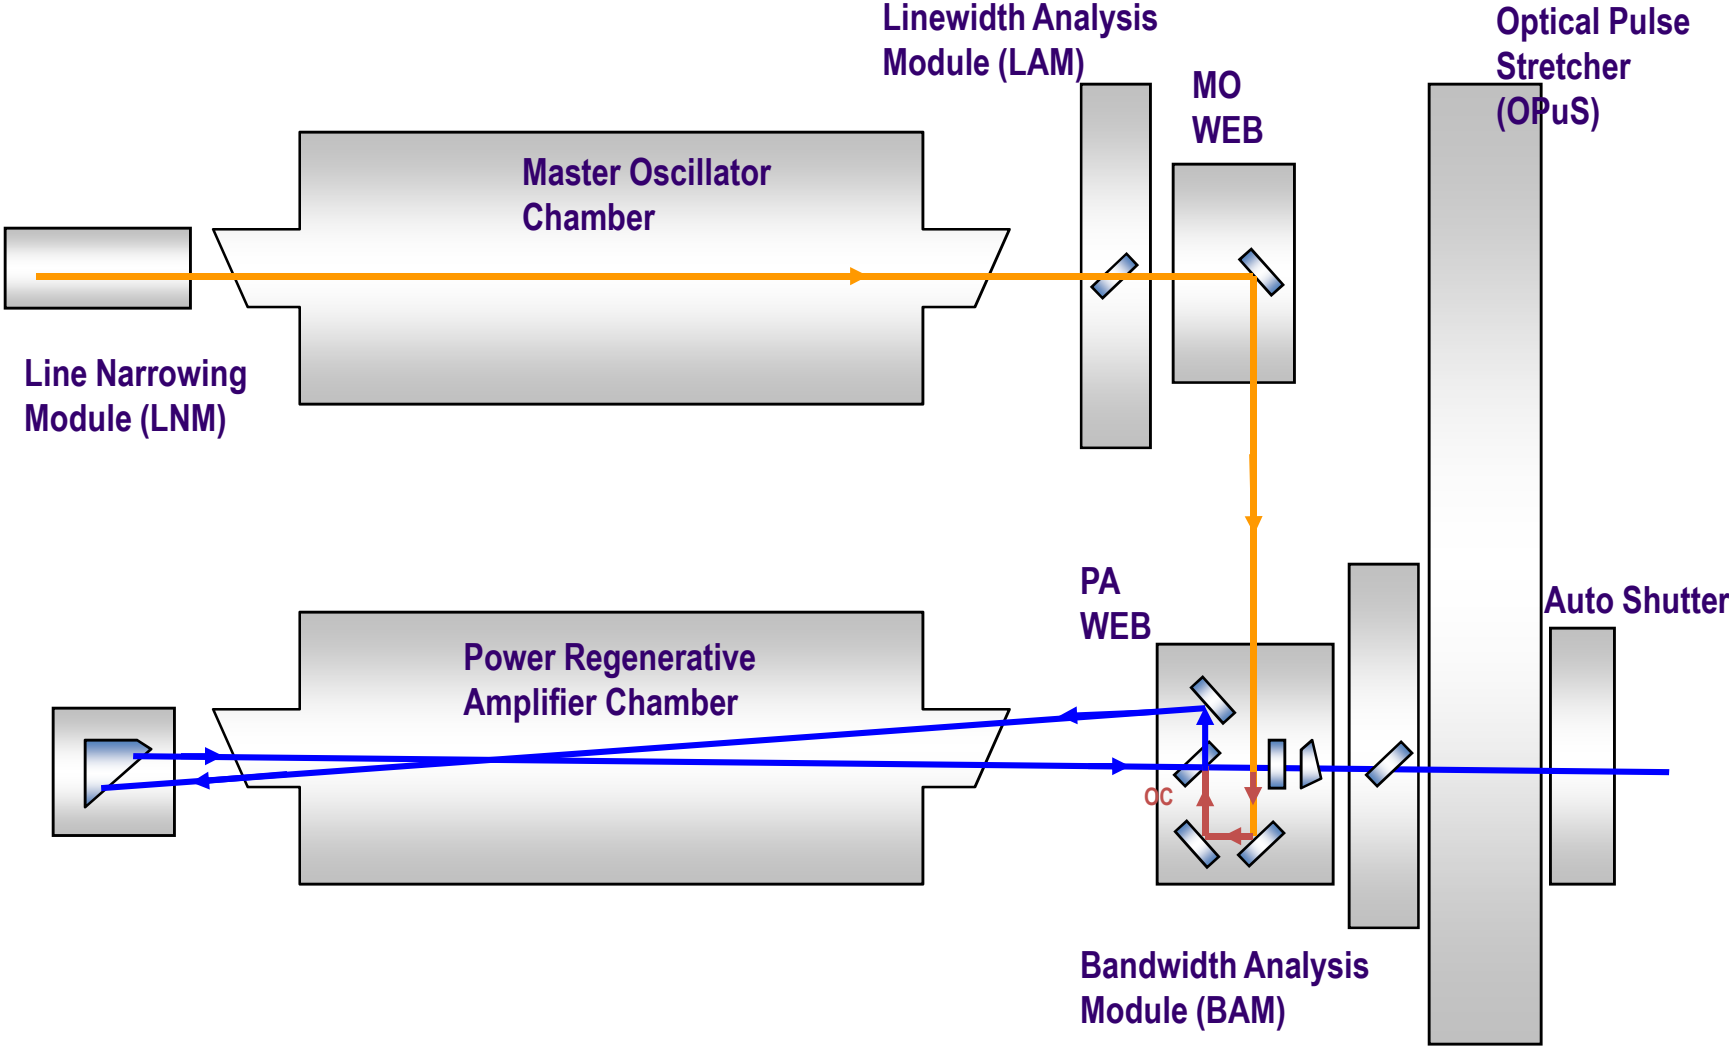 Linewidth Analysis
Module (LAM)
Optical Pulse
Stretcher
(OPuS)
MO
WEB
Master Oscillator
Chamber
Line Narrowing
Module (LNM)
PA
WEB
Auto Shutter
Power Regenerative
Amplifier Chamber
OC
Bandwidth Analysis
Module (BAM)